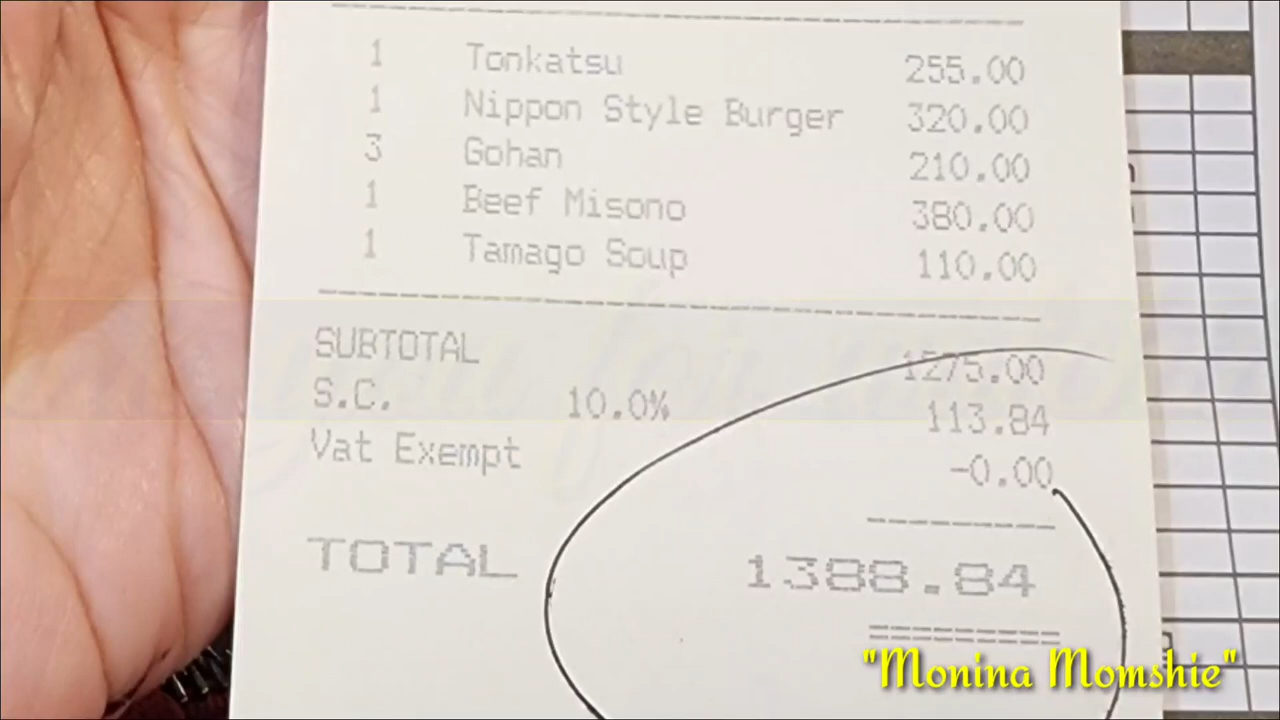 1 Tonkatsu 255.00
1 Nippon Style Burger 320.00
3 Gohan 210.00
1 Beef Misono 380.00
1 Tamago Soup 110.00
SUBTOTAL 1275.00
S.C. 10.0% 113.84
Vat Exempt -0.00
TOTAL 1388.84
"Monina Momshie"